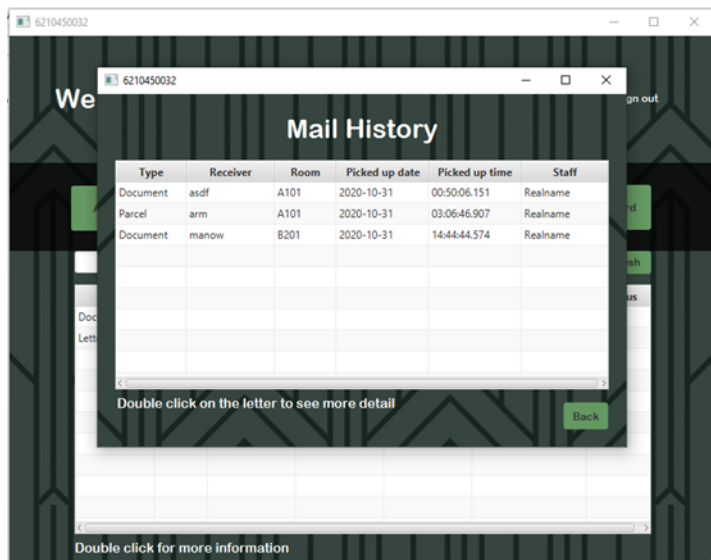 6210450032
6210450032
We
gn out
Mail History
Type Receiver Room Picked up date Picked up time Staff
Document asdf A101 2020-10-31 00:50:06.151 Realname
Parcel arm A101 2020-10-31 03:06:46.907 Realname
Document manow B201 2020-10-31 14:44:44.574 Realname
rd
sh
us
Doc
Lett
Double click on the letter to see more detail
Back
Double click for more information